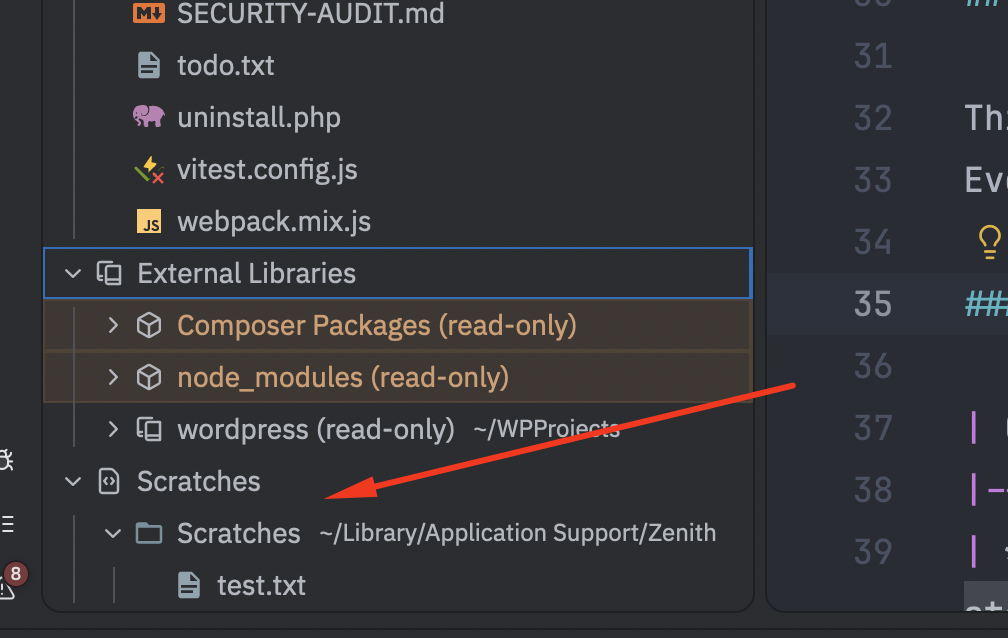 SECURITY-AUDIT.md
todo.txt
uninstall.php
vitest.config.js
JS webpack.mix.js
External Libraries
Composer Packages (read-only)
node_modules (read-only)
wordpress (read-only) ~/WPProjects
Scratches
Scratches ~/Library/Application Support/Zenith
test.txt
8
31
32
33
34
35 ##
36
37 |
38 |-
39 |